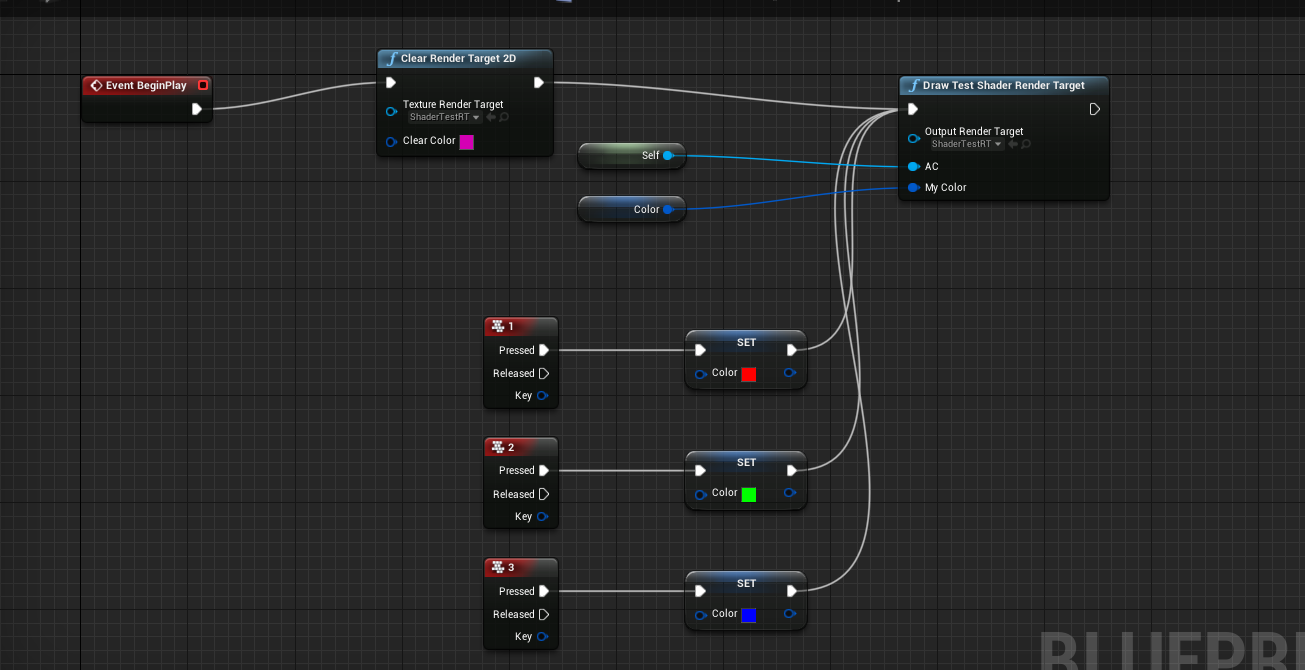 Event BeginPlay
Clear Render Target 2D
Texture Render Target
ShaderTestRT
Clear Color
Self
Color
Draw Test Shader Render Target
Output Render Target
ShaderTestRT
AC
My Color
1
Pressed
Released
Key
SET
Color
2
Pressed
Released
Key
SET
Color
3
Pressed
Released
Key
SET
Color
BLUEPRI